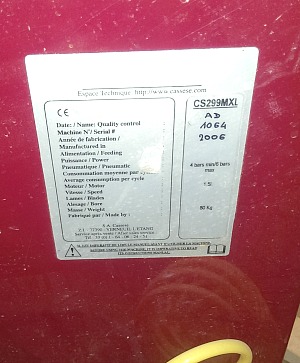 Espace Technique http://www.cassese.com
CE
CS299MXL
Date: / Name: Quality control
AD
Machine N°/ Serial #
1064
Année de fabrication /
2006
Manufactured in
Alimentation / Feeding
Puissance / Power
Pneumatique / Pneumatic
4 bars min/6 bars max
Consommation moyenne par cycle
Average consumption per cycle
1.5l
Moteur / Motor
Vitesse / Speed
Lames / Blades
Alésage / Bore
Masse / Weight
80 Kg
Fabriqué par / Made by :
S.A. Cassese
Z.I. - 77390 - VERNEUIL L'ETANG